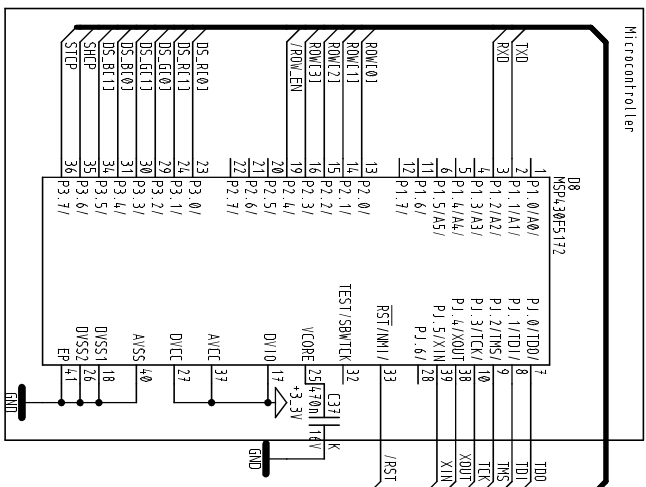 Microcontroller
D8
MSP430F5172
1 P1.0/A0/ PJ.0/TDO/ 7 TDO
TXD 2 P1.1/A1/ PJ.1/TDI/ 8 TDI
RXD 3 P1.2/A2/ PJ.2/TMS/ 9 TMS
4 P1.3/A3/ PJ.3/TCK/ 10 TCK
5 P1.4/A4/ PJ.4/XOUT 38 XOUT
6 P1.5/A5/ PJ.5/XIN 39 XIN
11 P1.6/ PJ.6/ 28
12 P1.7/
RST/NMI/ 33 /RST
ROW[0] 13 P2.0/
ROW[1] 14 P2.1/ TEST/SBWTCK 32
ROW[2] 15 P2.2/ C37 K
ROW[3] 16 P2.3/ VCORE 25 470n 16V
/ROW_EN 19 P2.4/ +3_3V
20 P2.5/ DVIO 17
21 P2.6/ GND
22 P2.7/
AVCC 37
DS_R[0] 23 P3.0/
DS_R[1] 24 P3.1/ DVCC 27
DS_G[0] 29 P3.2/
DS_G[1] 30 P3.3/ AVSS 40
DS_B[0] 31 P3.4/
DS_B[1] 34 P3.5/ DVSS1 18
SHCP 35 P3.6/ DVSS2 26
STCP 36 P3.7/ EP 41
GND